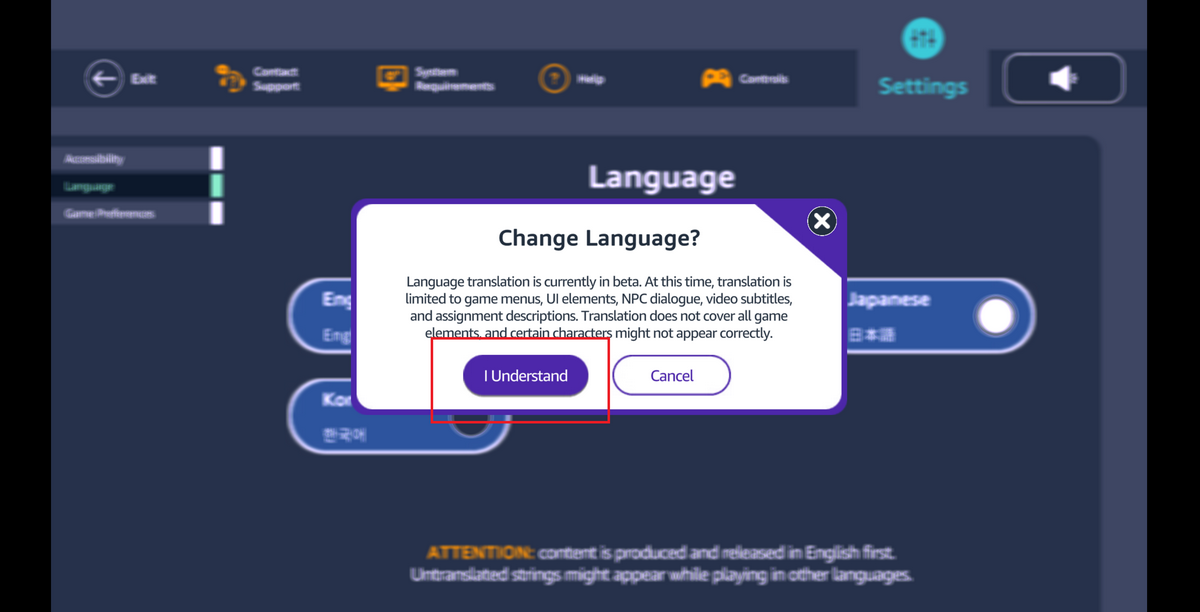 Exit
Contact
Support
System
Requirements
Help
Controls
Settings
Accessibility
Language
Game Preferences
Language
Eng
Eng
Japanese
日本語
Change Language?
Language translation is currently in beta. At this time, translation is
limited to game menus, UI elements, NPC dialogue, video subtitles,
and assignment descriptions. Translation does not cover all game
elements, and certain characters might not appear correctly.
I Understand
Cancel
Kor
한국어
ATTENTION: content is produced and released in English first.
Untranslated strings might appear while playing in other languages.